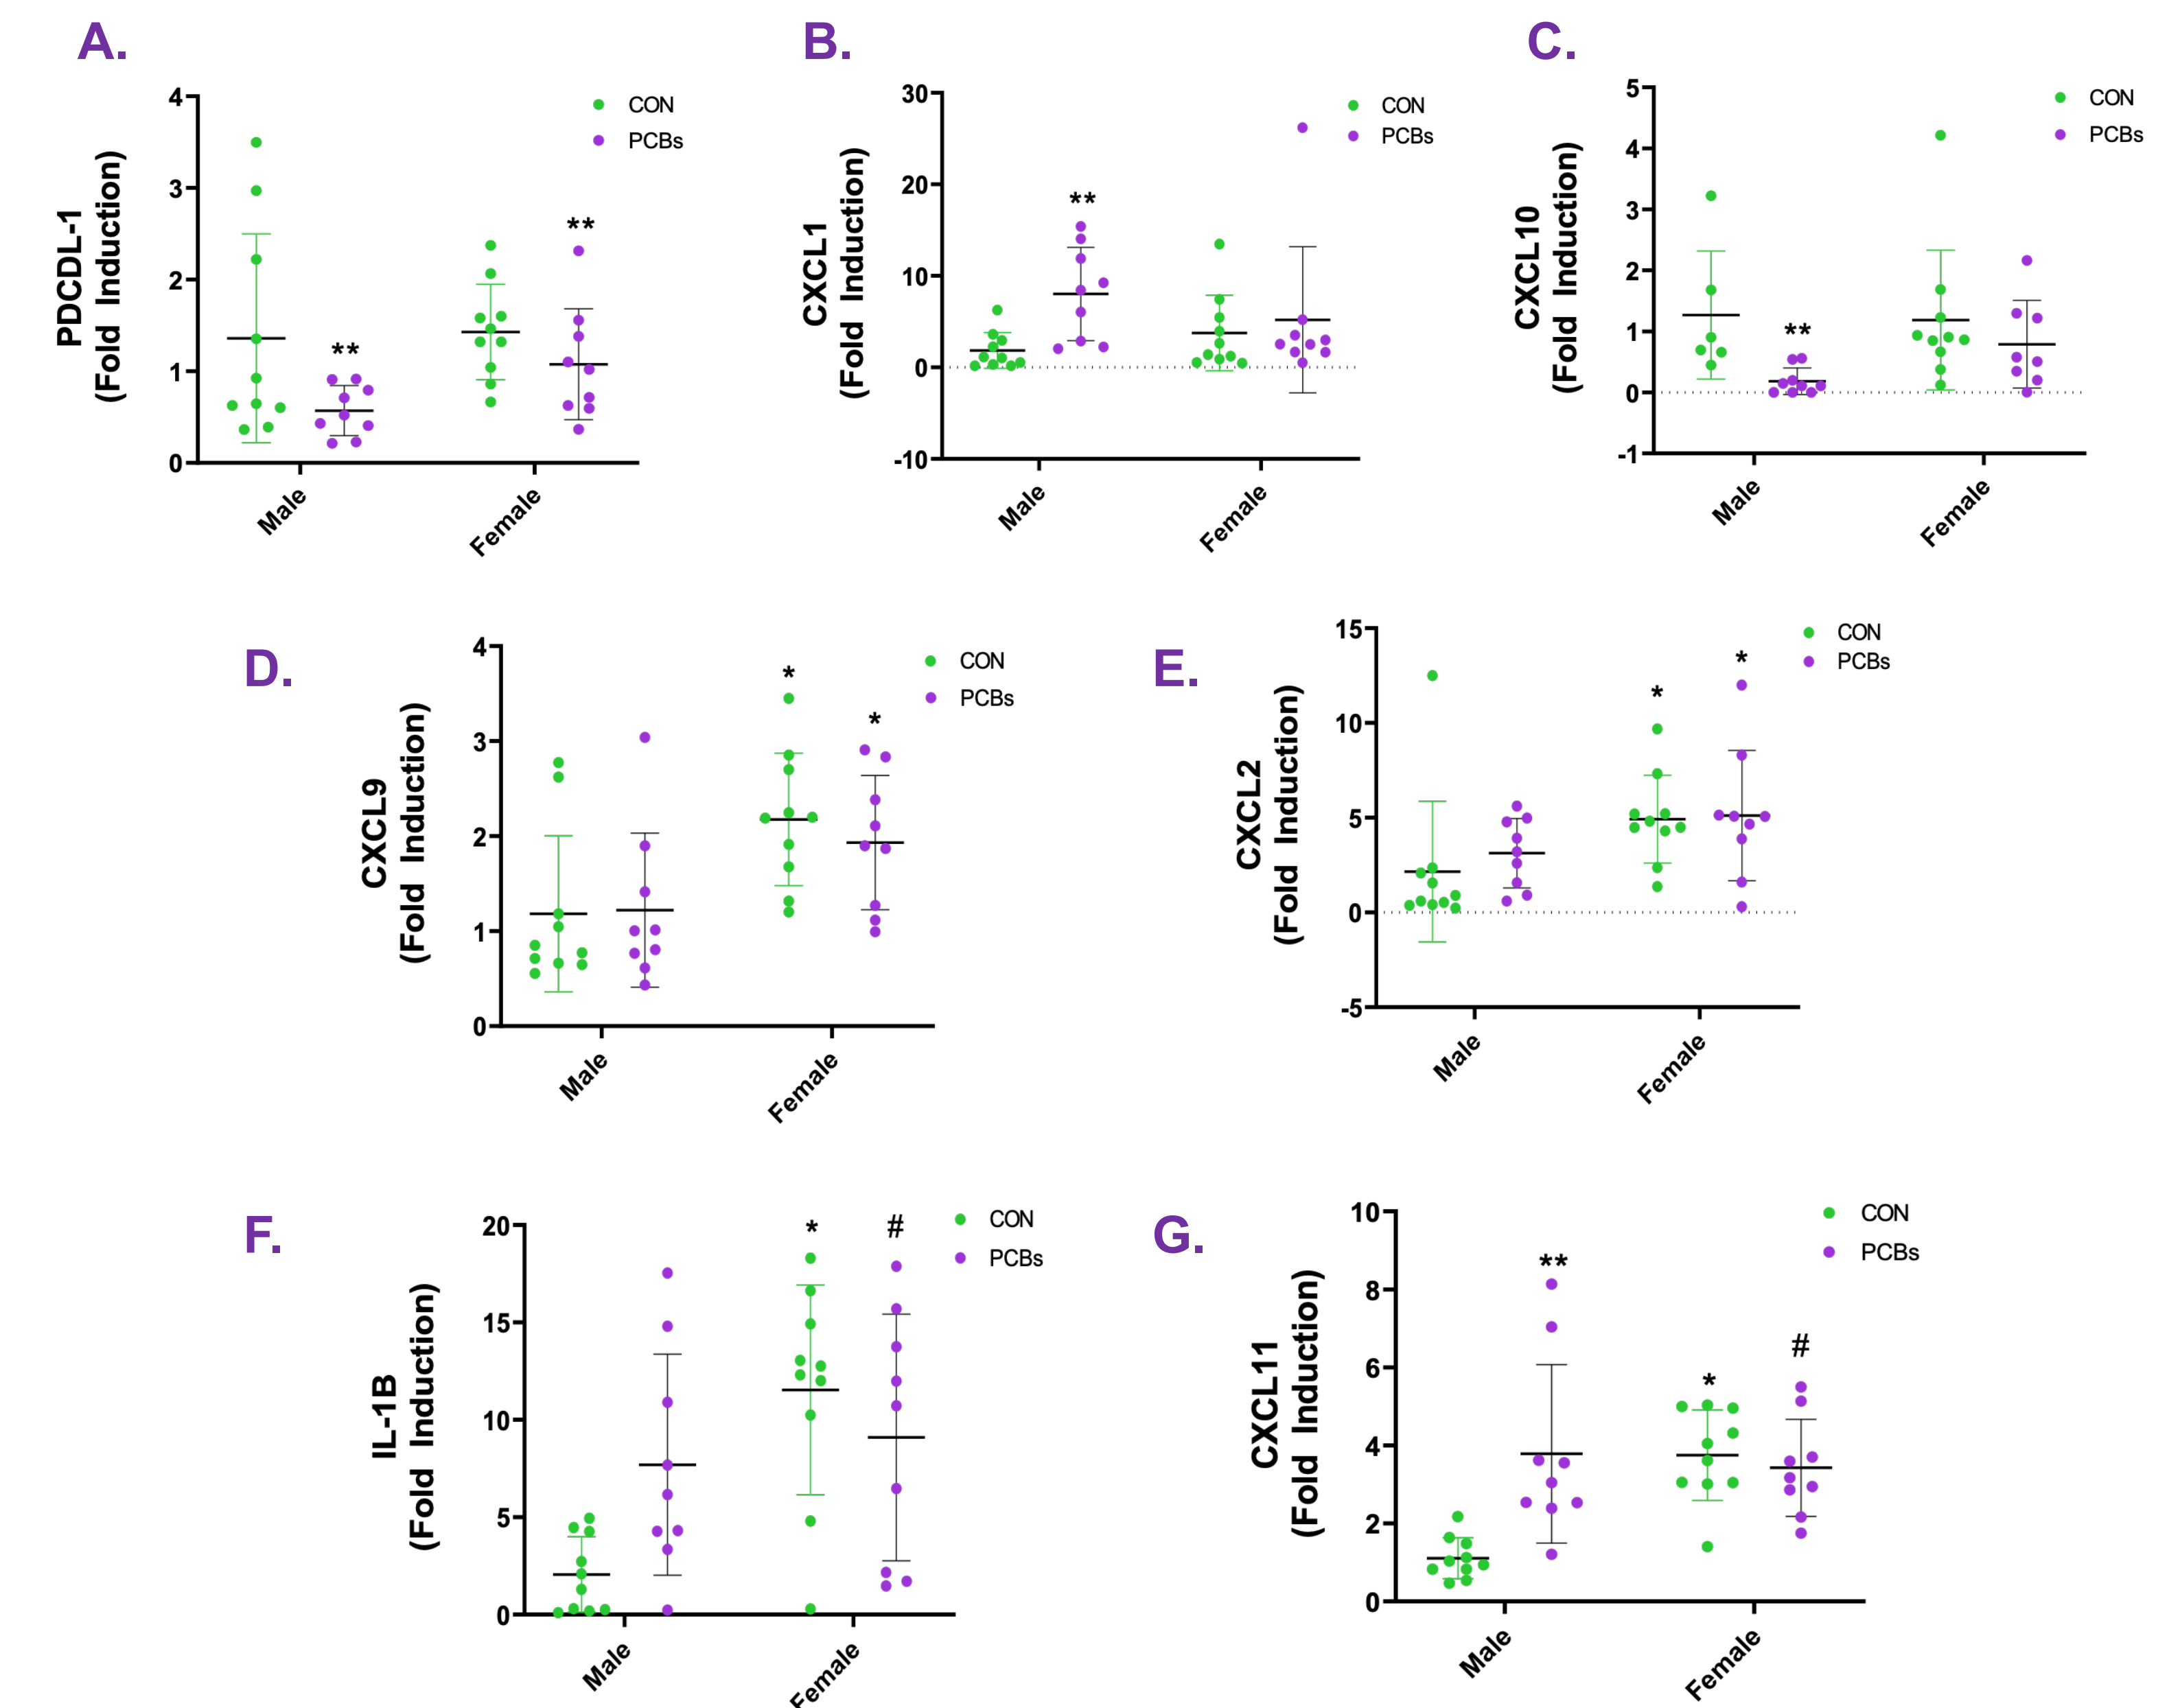 A.
4
3
2
1
0
PDCDL-1
(Fold Induction)
CON
PCBs
**
**
Male
Female
B.
30
20
10
0
-10
CXCL1
(Fold Induction)
CON
PCBs
**
Male
Female
C.
5
4
3
2
1
0
-1
CXCL10
(Fold Induction)
CON
PCBs
**
Male
Female
D.
4
3
2
1
0
CXCL9
(Fold Induction)
CON
PCBs
*
*
Male
Female
E.
15
10
5
0
-5
CXCL2
(Fold Induction)
CON
PCBs
*
*
Male
Female
F.
20
15
10
5
0
IL-1B
(Fold Induction)
CON
PCBs
*
#
Male
Female
G.
10
8
6
4
2
0
CXCL11
(Fold Induction)
CON
PCBs
**
*
#
Male
Female